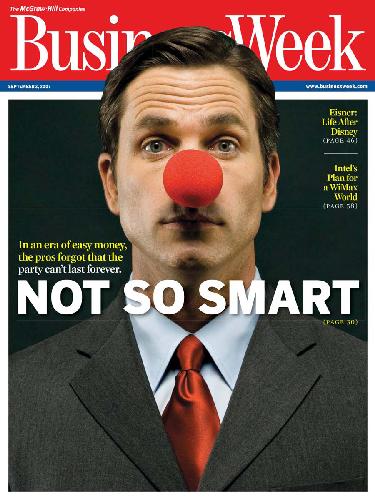 The McGraw-Hill Companies
BusinessWeek
SEPTEMBER 3, 2007
www.businessweek.com
Eisner:
Life After
Disney
(PAGE 46)
Intel's
Plan for
a WiMax
World
(PAGE 58)
In an era of easy money,
the pros forgot that the
party can't last forever.
NOT SO SMART
(PAGE 30)